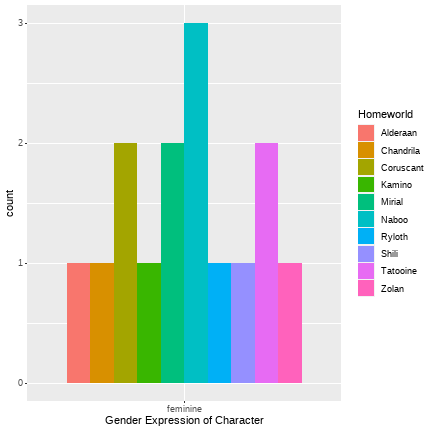 3
2
1
0
count
feminine
Gender Expression of Character
Homeworld
Alderaan
Chandrila
Coruscant
Kamino
Mirial
Naboo
Ryloth
Shili
Tatooine
Zolan